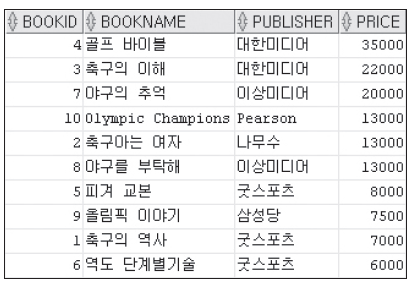 BOOKID BOOKNAME PUBLISHER PRICE
4 골프 바이블 대한미디어 35000
3 축구의 이해 대한미디어 22000
7 야구의 추억 이상미디어 20000
10 Olympic Champions Pearson 13000
2 축구아는 여자 나무수 13000
8 야구를 부탁해 이상미디어 13000
5 피겨 교본 굿스포츠 8000
9 올림픽 이야기 삼성당 7500
1 축구의 역사 굿스포츠 7000
6 역도 단계별기술 굿스포츠 6000